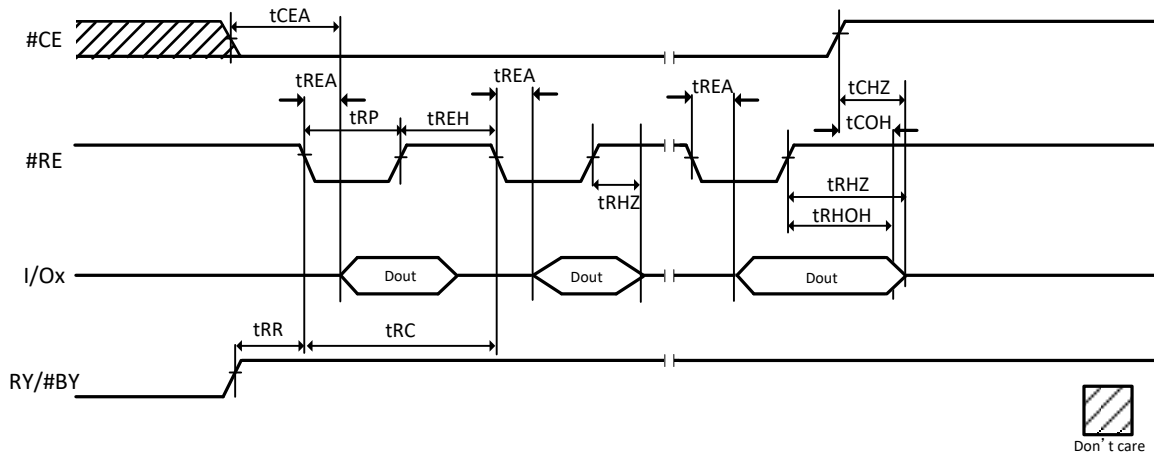 tCEA
#CE
tREA
tREA
tREA
tCHZ
tCOH
tRP
tREH
#RE
tRHZ
tRHZ
tRHOH
I/Ox
Dout
Dout
Dout
tRR
tRC
RY/#BY
Don't care